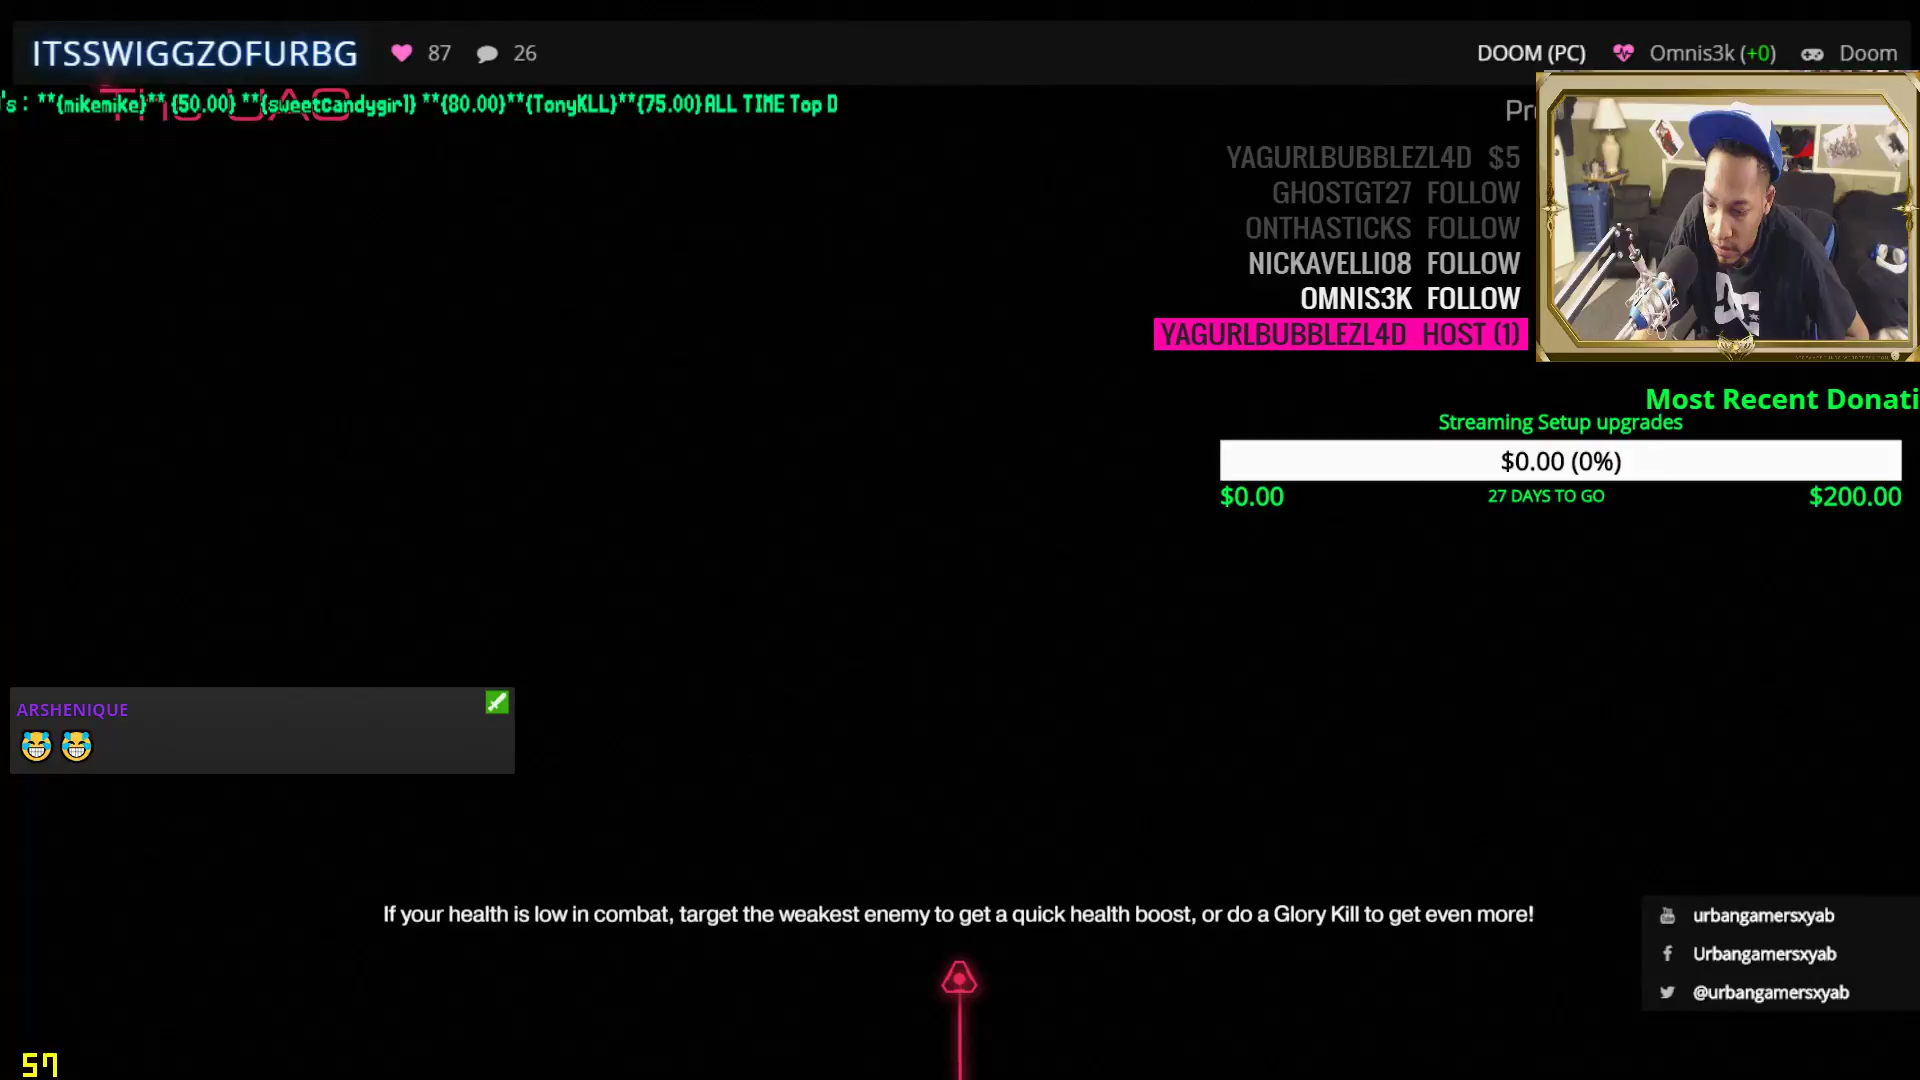 ITSSWIGGZOFURBG 87 26
DOOM (PC) Omnis3k (+0) Doom
's : **{mikemike}** {50.00} **{sweetCandygirl} **{80.00}**{TonyKLL}**{75.00} ALL TIME Top D
The UAC
Pr
YAGURLBUBBLEZL4D $5
GHOSTGT27 FOLLOW
ONTHASTICKS FOLLOW
NICKAVELLI08 FOLLOW
OMNIS3K FOLLOW
YAGURLBUBBLEZL4D HOST (1)
Most Recent Donati
Streaming Setup upgrades
$0.00 (0%)
$0.00 27 DAYS TO GO $200.00
ARSHENIQUE
If your health is low in combat, target the weakest enemy to get a quick health boost, or do a Glory Kill to get even more!
urbangamersxyab
Urbangamersxyab
@urbangamersxyab
57